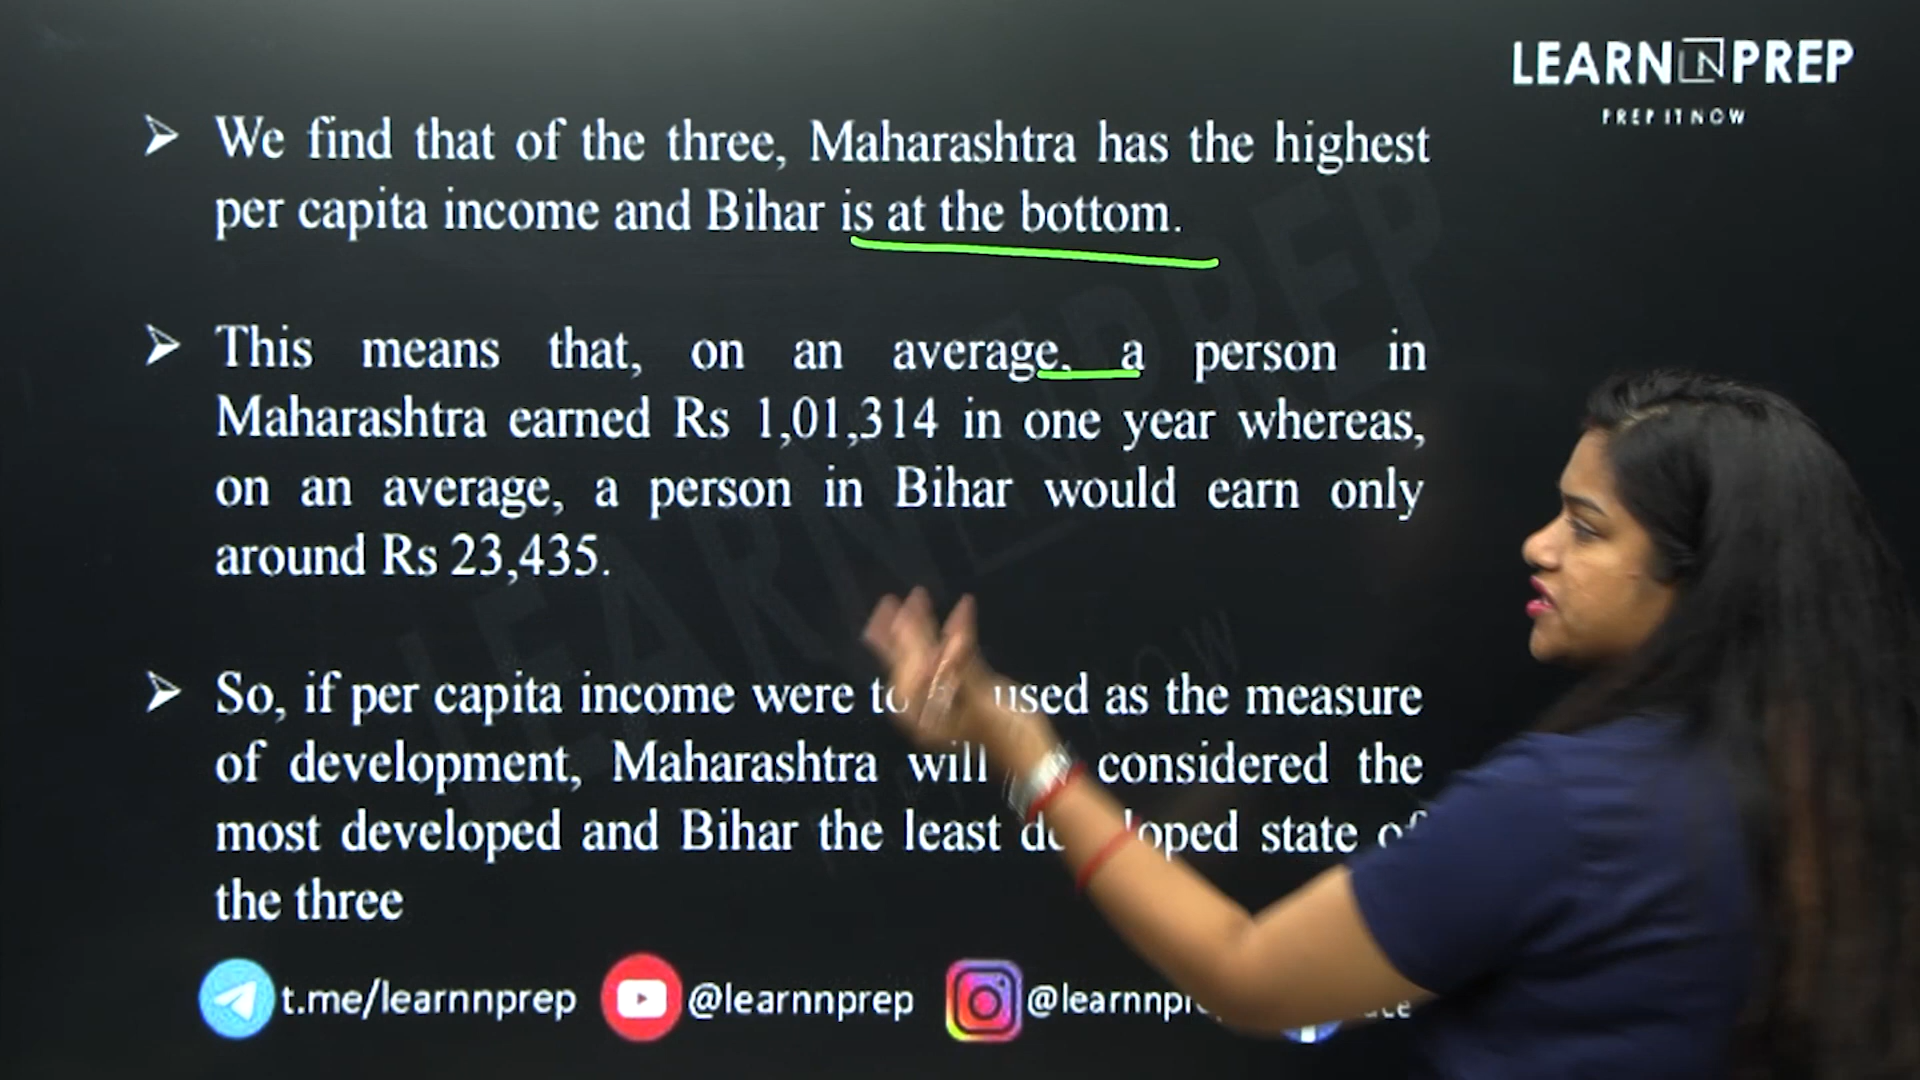 LEARN IN PREP
PREP IT NOW
We find that of the three, Maharashtra has the highest
per capita income and Bihar is at the bottom.
This means that, on an average, a person in
Maharashtra earned Rs 1,01,314 in one year whereas,
on an average, a person in Bihar would earn only
around Rs 23,435.
So, if per capita income were to used as the measure
of development, Maharashtra will considered the
most developed and Bihar the least state of
the three
t.me/learnnprep @learnnprep